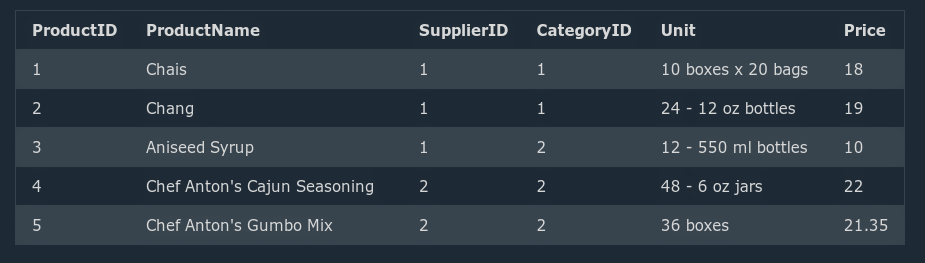 ProductID ProductName SupplierID CategoryID Unit Price
1 Chais 1 1 10 boxes x 20 bags 18
2 Chang 1 1 24 - 12 oz bottles 19
3 Aniseed Syrup 1 2 12 - 550 ml bottles 10
4 Chef Anton's Cajun Seasoning 2 2 48 - 6 oz jars 22
5 Chef Anton's Gumbo Mix 2 2 36 boxes 21.35